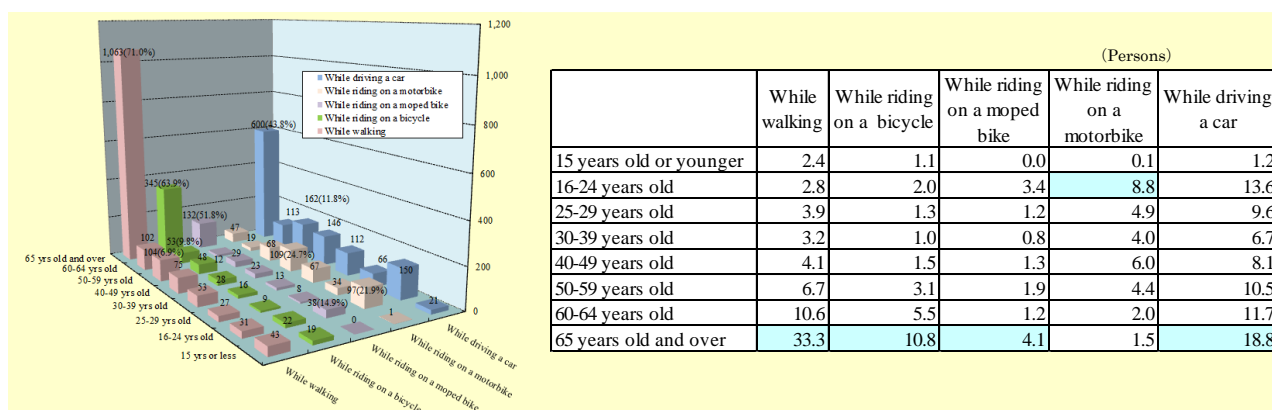 1,200
1,000
800
600
400
200
0
While driving a car
While riding on a motorbike
While riding on a moped bike
While riding on a bicycle
While walking
1,063(71.0%)
600(43.8%)
345(63.9%)
162(11.8%)
132(51.8%)
113
146
112
66
150
21
47
19
68
109(24.7%)
67
34
97(21.9%)
1
12
29
23
13
8
38(14.9%)
0
53(9.8%)
48
28
16
9
22
19
102
104(6.9%)
75
53
27
31
43
65 yrs old and over
60-64 yrs old
50-59 yrs old
40-49 yrs old
30-39 yrs old
25-29 yrs old
16-24 yrs old
15 yrs or less
While walking
While riding on a bicycle
While riding on a moped bike
While riding on a motorbike
While driving a car
(Persons)
While walking While riding on a bicycle While riding on a moped bike While riding on a motorbike While driving a car
15 years old or younger 2.4 1.1 0.0 0.1 1.2
16-24 years old 2.8 2.0 3.4 8.8 13.6
25-29 years old 3.9 1.3 1.2 4.9 9.6
30-39 years old 3.2 1.0 0.8 4.0 6.7
40-49 years old 4.1 1.5 1.3 6.0 8.1
50-59 years old 6.7 3.1 1.9 4.4 10.5
60-64 years old 10.6 5.5 1.2 2.0 11.7
65 years old and over 33.3 10.8 4.1 1.5 18.8